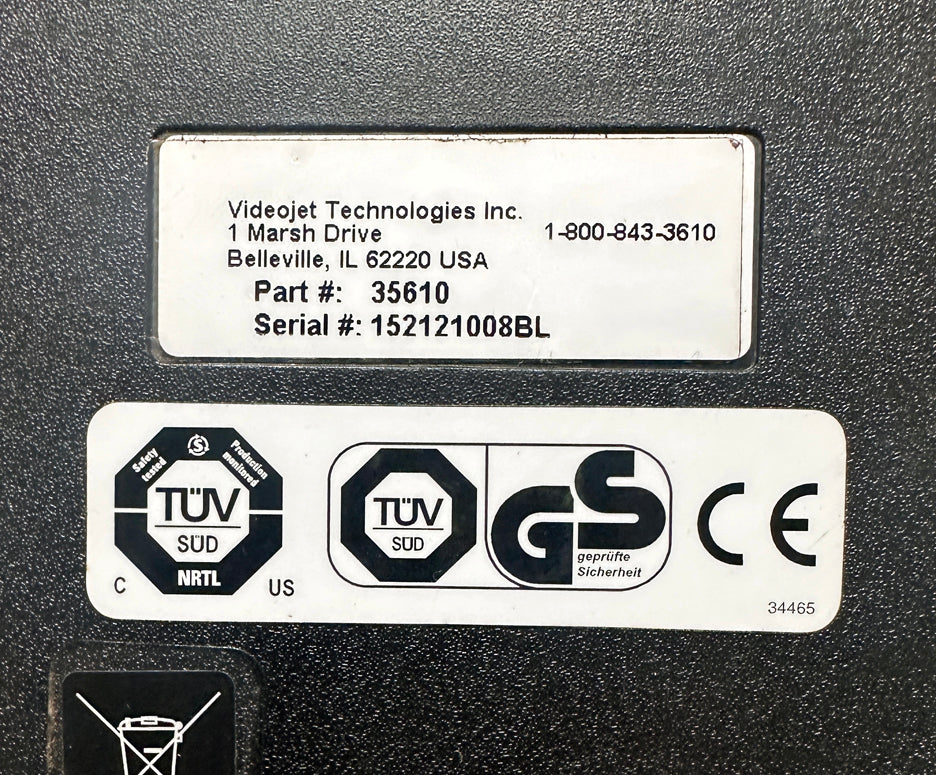 Videojet Technologies Inc.
1 Marsh Drive 1-800-843-3610
Belleville, IL 62220 USA
Part #: 35610
Serial #: 152121008BL
Safety tested
S
Production monitored
TÜV
SÜD
NRTL
C US
TÜV
SÜD
GS
geprüfte
Sicherheit
CE
34465